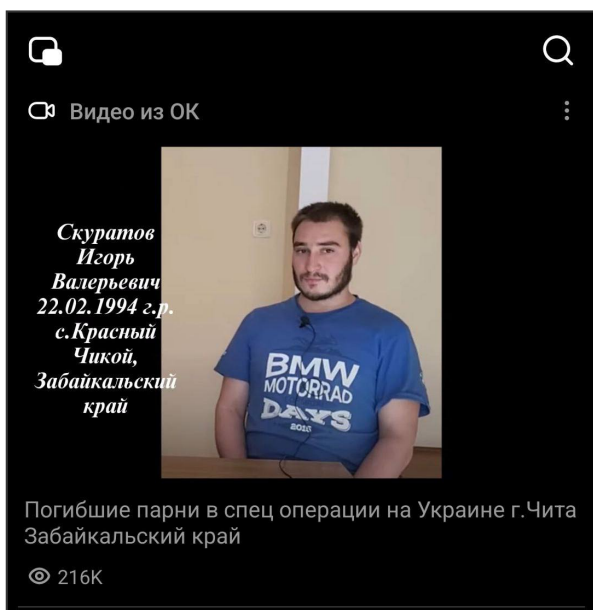 Видео из ОК
Скуратов
Игорь
Валерьевич
22.02.1994 г.р.
с.Красный
Чикой,
Забайкальский
край
BMW
MOTORRAD
DAYS
2016
Погибшие парни в спец операции на Украине г.Чита
Забайкальский край
216K